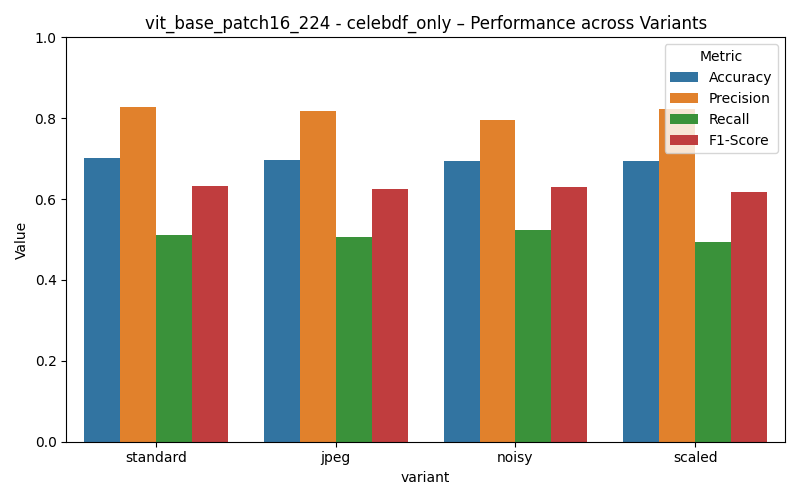 vit_base_patch16_224 - celebdf_only – Performance across Variants
Value
1.0
0.8
0.6
0.4
0.2
0.0
Metric
Accuracy
Precision
Recall
F1-Score
standard jpeg noisy scaled
variant